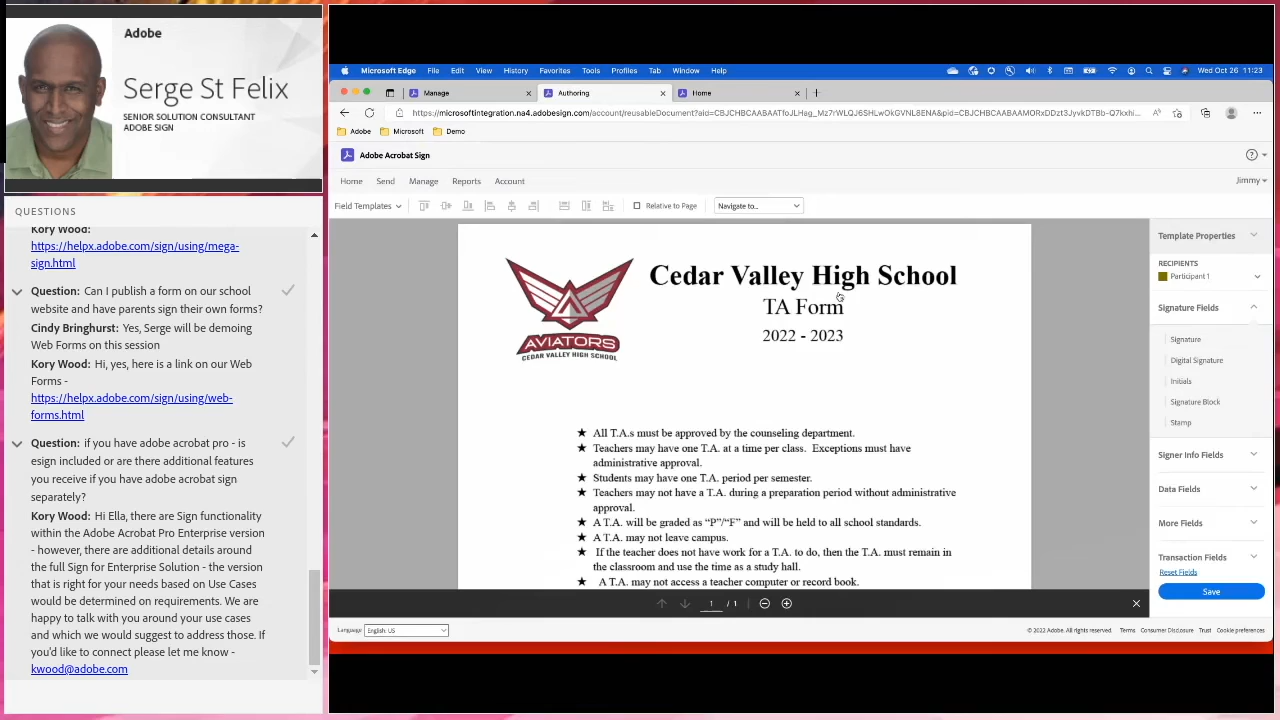 Adobe
Serge St Felix
SENIOR SOLUTION CONSULTANT
ADOBE SIGN
QUESTIONS
Kory Wood:
https://helpx.adobe.com/sign/using/mega-
sign.html
Question: Can I publish a form on our school
website and have parents sign their own forms?
Cindy Bringhurst: Yes, Serge will be demoing
Web Forms on this session
Kory Wood: Hi, yes, here is a link on our Web
Forms -
https://helpx.adobe.com/sign/using/web-
forms.html
Question: if you have adobe acrobat pro - is
esign included or are there additional features
you receive if you have adobe acrobat sign
separately?
Kory Wood: Hi Ella, there are Sign functionality
within the Adobe Acrobat Pro Enterprise version
- however, there are additional details around
the full Sign for Enterprise Solution - the version
that is right for your needs based on Use Cases
would be determined on requirements. We are
happy to talk with you around your use cases
and which we would suggest to address those. If
you'd like to connect please let me know -
kwood@adobe.com
Microsoft Edge File Edit View History Favorites Tools Profiles Tab Window Help
Wed Oct 26 11:23
Manage
Authoring
Home
Adobe Microsoft Demo
Adobe Acrobat Sign
Home Send Manage Reports Account
Jimmy
Field Templates
Relative to Page
Navigate to...
Cedar Valley High School
TA Form
2022 - 2023
AVIATORS
CEDAR VALLEY HIGH SCHOOL
★ All T.A.s must be approved by the counseling department.
★ Teachers may have one T.A. at a time per class. Exceptions must have
administrative approval.
★ Students may have one T.A. period per semester.
★ Teachers may not have a T.A. during a preparation period without administrative
approval.
★ A T.A. will be graded as “P”/“F” and will be held to all school standards.
★ A T.A. may not leave campus.
★ If the teacher does not have work for a T.A. to do, then the T.A. must remain in
the classroom and use the time as a study hall.
★ A T.A. may not access a teacher computer or record book.
Template Properties
RECIPIENTS
Participant 1
Signature Fields
Signature
Digital Signature
Initials
Signature Block
Stamp
Signer Info Fields
Data Fields
More Fields
Transaction Fields
Reset Fields
Save
1 / 1
Language English: US
© 2022 Adobe. All rights reserved. Terms Consumer Disclosure Trust Cookie preferences